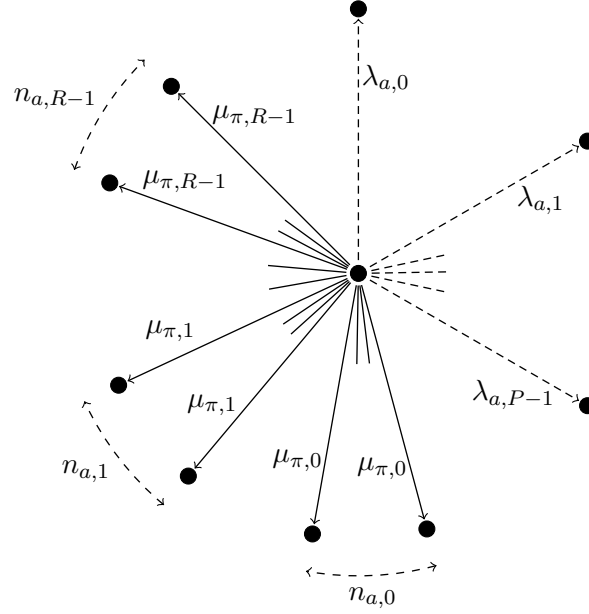 λ_{a,0}
n_{a,R−1}
μ_{π,R−1}
μ_{π,R−1}
λ_{a,1}
μ_{π,1}
λ_{a,P−1}
μ_{π,1}
n_{a,1}
μ_{π,0}
μ_{π,0}
n_{a,0}